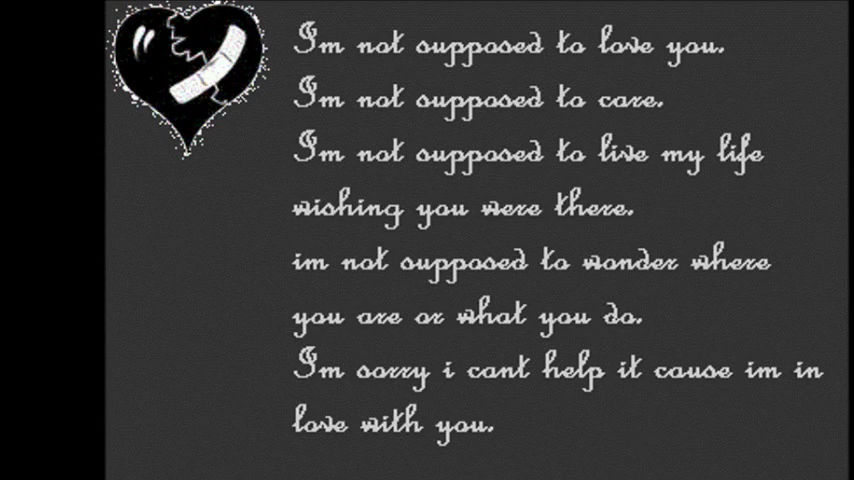 Im not supposed to love you.
Im not supposed to care.
Im not supposed to live my life
wishing you were there.
im not supposed to wonder where
you are or what you do.
Im sorry i cant help it cause im in
love with you.